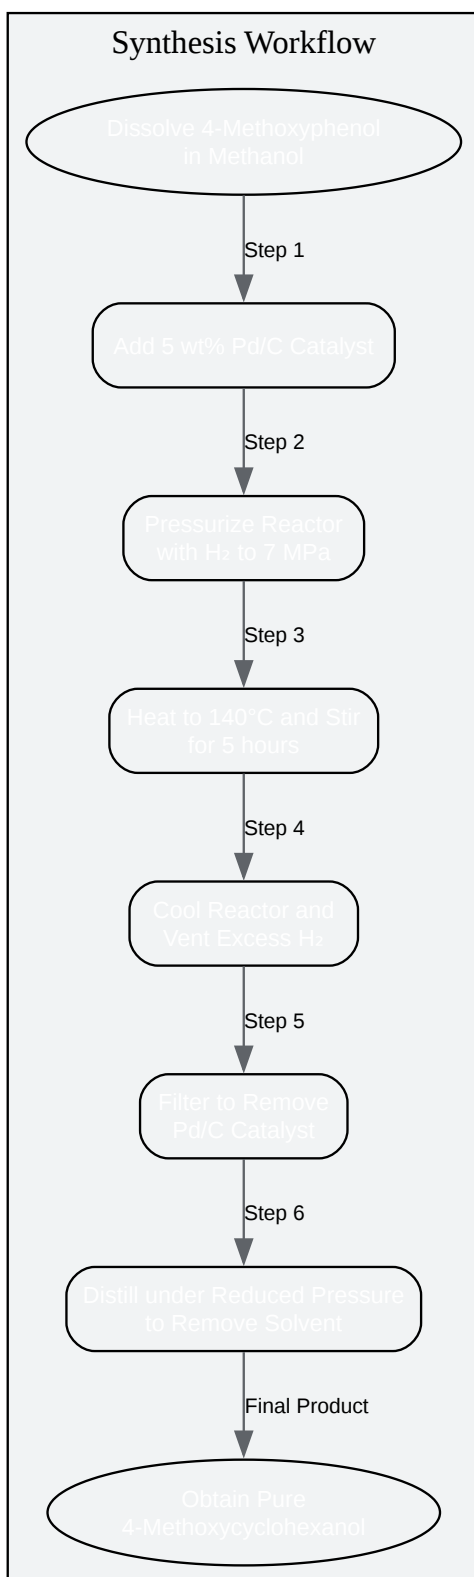 Synthesis Workflow
Dissolve 4-Methoxyphenol
in Methanol
Step 1
Add 5 wt% Pd/C Catalyst
Step 2
Pressurize Reactor
with H₂ to 7 MPa
Step 3
Heat to 140°C and Stir
for 5 hours
Step 4
Cool Reactor and
Vent Excess H₂
Step 5
Filter to Remove
Pd/C Catalyst
Step 6
Distill under Reduced Pressure
to Remove Solvent
Final Product
Obtain Pure
4-Methoxycyclohexanol